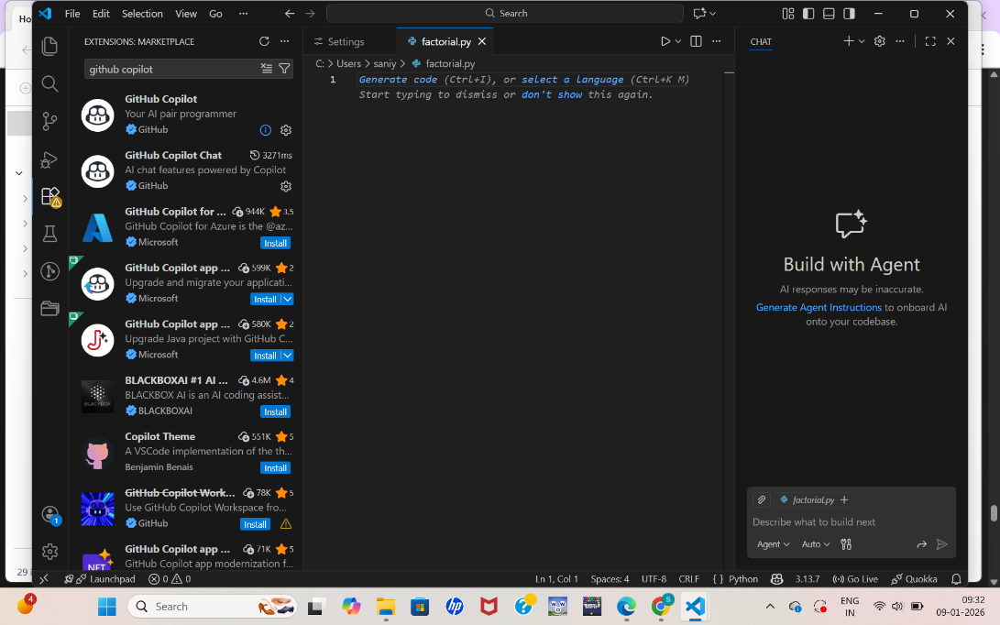 Ho
File Edit Selection View Go ···
Search
EXTENSIONS: MARKETPLACE
github copilot
GitHub Copilot
Your AI pair programmer
GitHub
GitHub Copilot Chat 3271ms
AI chat features powered by Copilot
GitHub
GitHub Copilot for ... 944K 3.5
GitHub Copilot for Azure is the @az...
Microsoft Install
GitHub Copilot app ... 599K 2
Upgrade and migrate your applicati...
Microsoft Install
GitHub Copilot app ... 580K 2
Upgrade Java project with GitHub C...
Microsoft Install
BLACKBOX
BLACKBOXAI #1 AI ... 4.6M 4
BLACKBOX AI is an AI coding assist...
BLACKBOXAI Install
Copilot Theme 551K 5
A VSCode implementation of the th...
Benjamin Benais Install
GitHub Copilot Work... 78K 5
Use GitHub Copilot Workspace fro...
GitHub Install
.NET
GitHub Copilot app ... 71K 5
GitHub Copilot app modernization f...
1
Settings factorial.py
C: > Users > saniy > factorial.py
1 Generate code (Ctrl+I), or select a language (Ctrl+K M)
Start typing to dismiss or don't show this again.
CHAT
Build with Agent
AI responses may be inaccurate.
Generate Agent Instructions to onboard AI
onto your codebase.
factorial.py
Describe what to build next
Agent Auto
29 i
Launchpad 0 0 Ln 1, Col 1 Spaces: 4 UTF-8 CRLF { } Python 3.13.7 Go Live Quokka
4
Search
S
ENG
IN
09:32
09-01-2026